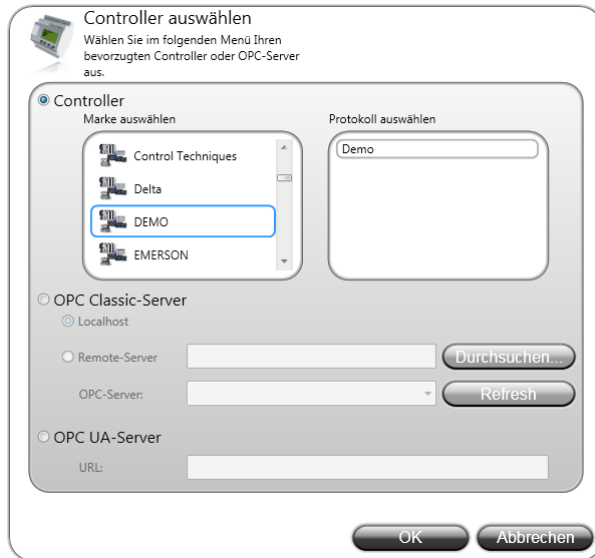 Controller auswählen
Wählen Sie im folgenden Menü Ihren
bevorzugten Controller oder OPC-Server
aus.
Controller
Marke auswählen
Protokoll auswählen
Control Techniques
Delta
DEMO
EMERSON
Demo
OPC Classic-Server
Localhost
Remote-Server
Durchsuchen...
OPC-Server:
Refresh
OPC UA-Server
URL:
OK
Abbrechen